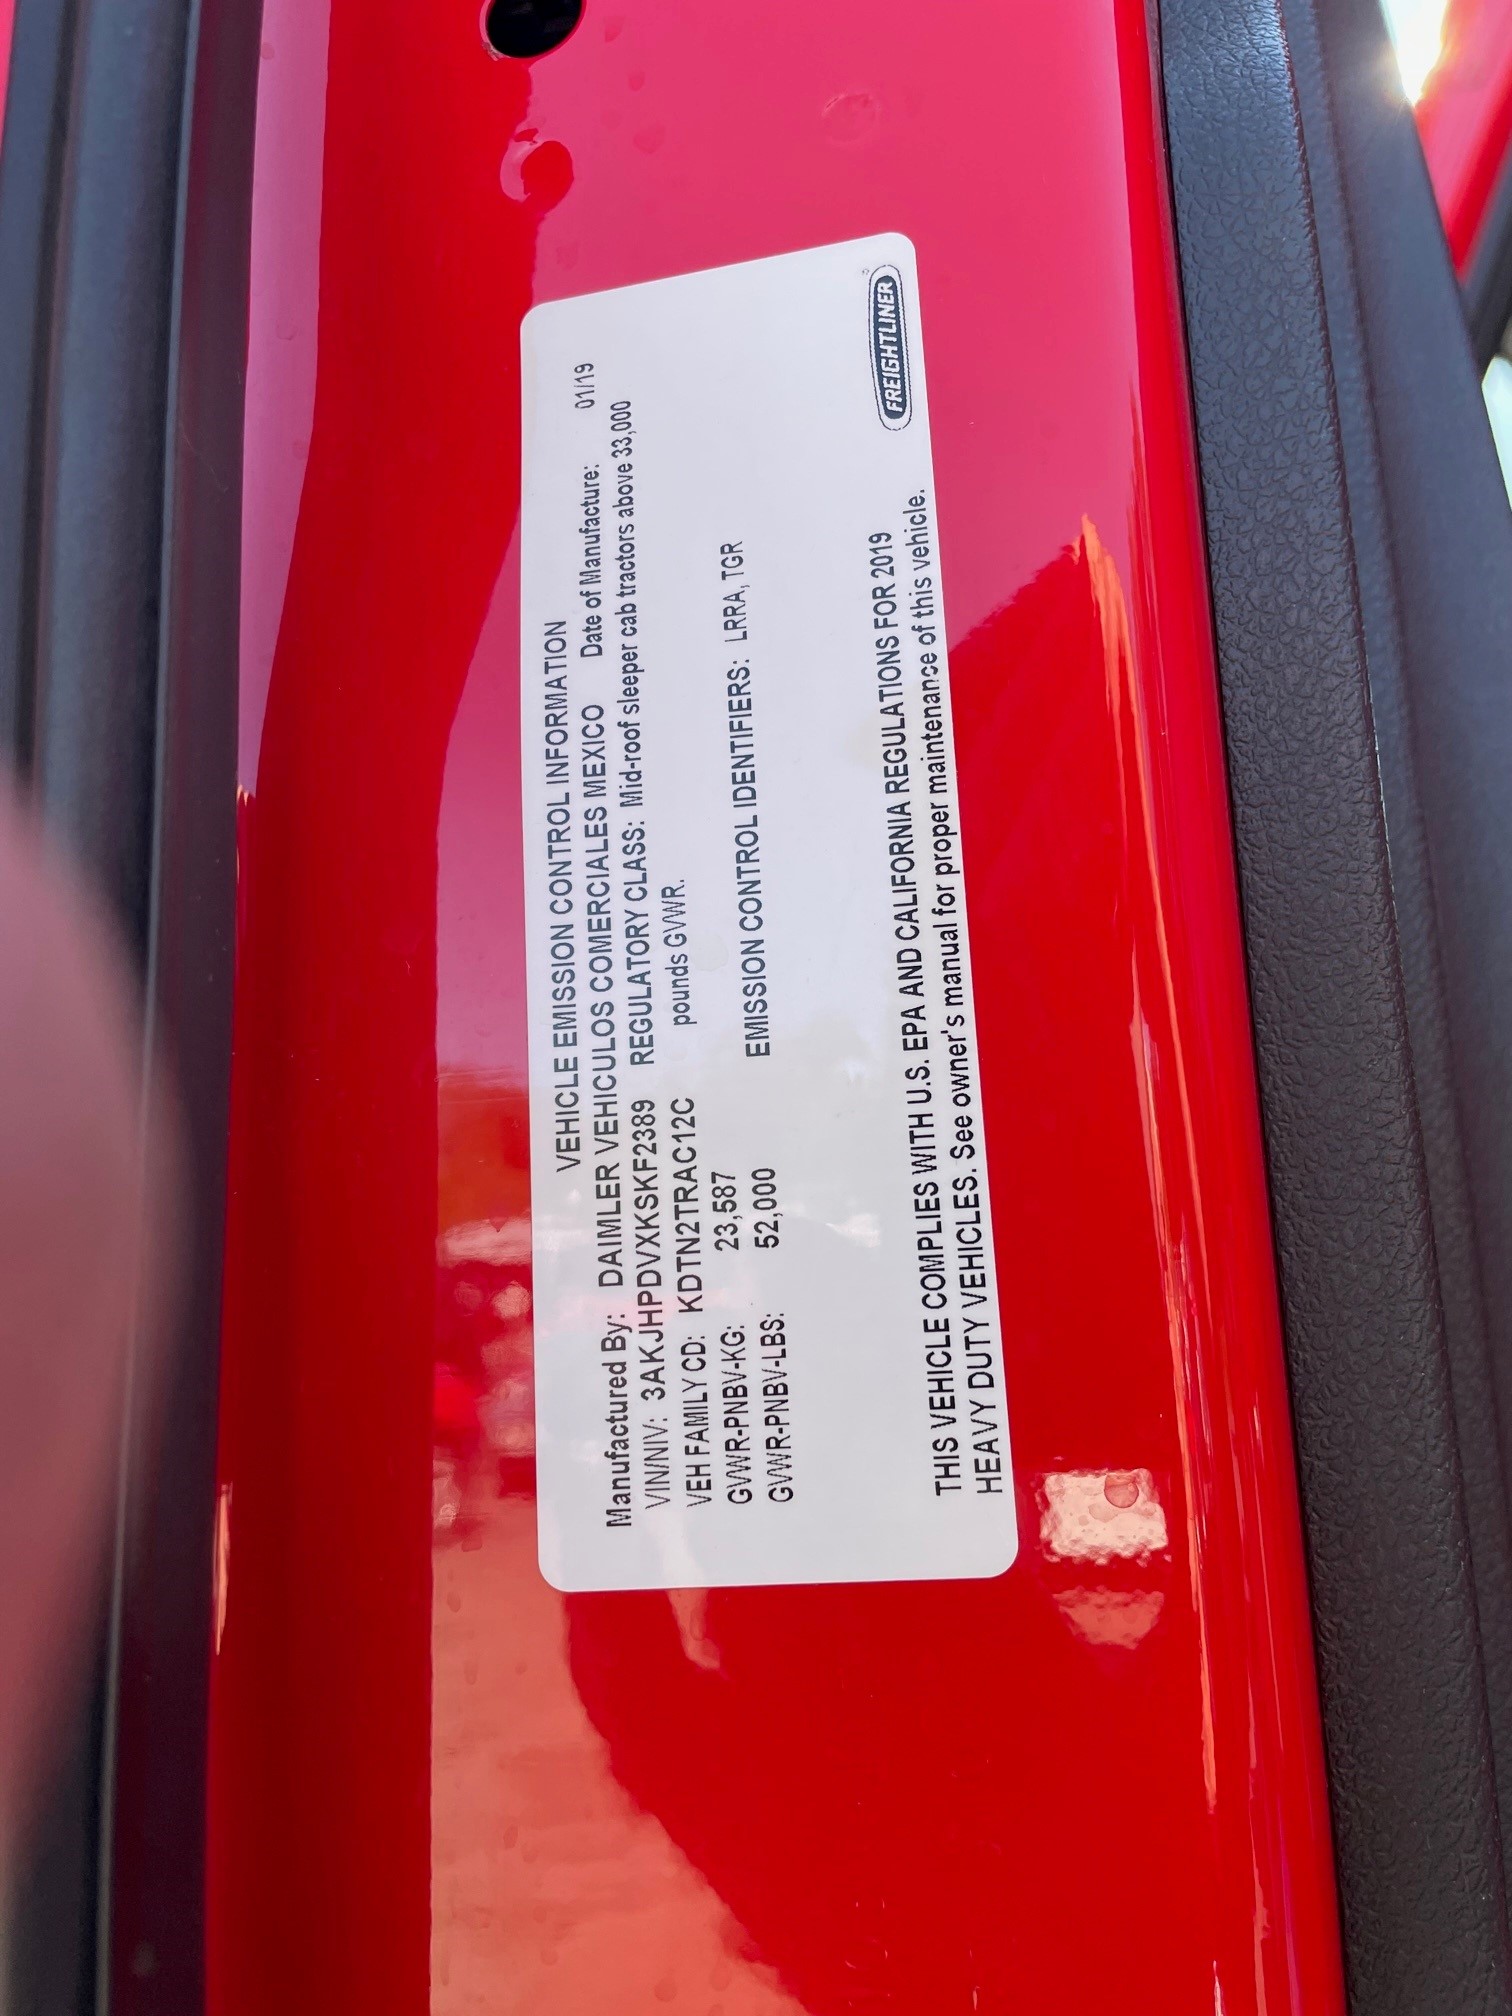 VEHICLE EMISSION CONTROL INFORMATION
Manufactured By: DAIMLER VEHICULOS COMERCIALES MEXICO Date of Manufacture: 01/19
VIN/NIV: 3AKJHPDVXKSKF2389 REGULATORY CLASS: Mid-roof sleeper cab tractors above 33,000
VEH FAMILY CD: KDTN2TRAC12C pounds GVWR.
GVWR-PNBV-KG: 23,587
GVWR-PNBV-LBS: 52,000 EMISSION CONTROL IDENTIFIERS: LRRA, TGR
THIS VEHICLE COMPLIES WITH U.S. EPA AND CALIFORNIA REGULATIONS FOR 2019
HEAVY DUTY VEHICLES. See owner's manual for proper maintenance of this vehicle.
FREIGHTLINER